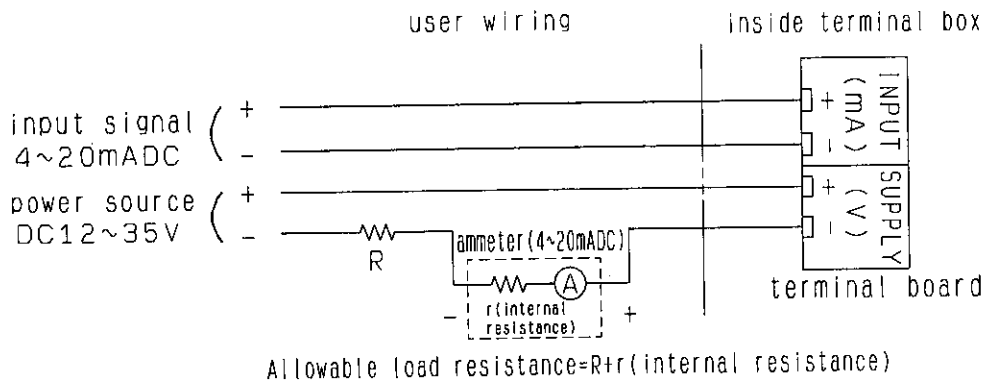 user wiring
inside terminal box
input signal
4~20mADC
+
-
power source
DC12~35V
+
-
R
ammeter(4~20mADC)
A
r(internal
resistance)
-
+
INPUT
(mA)
+
-
SUPPLY
(V)
+
-
terminal board
Allowable load resistance=R+r(internal resistance)